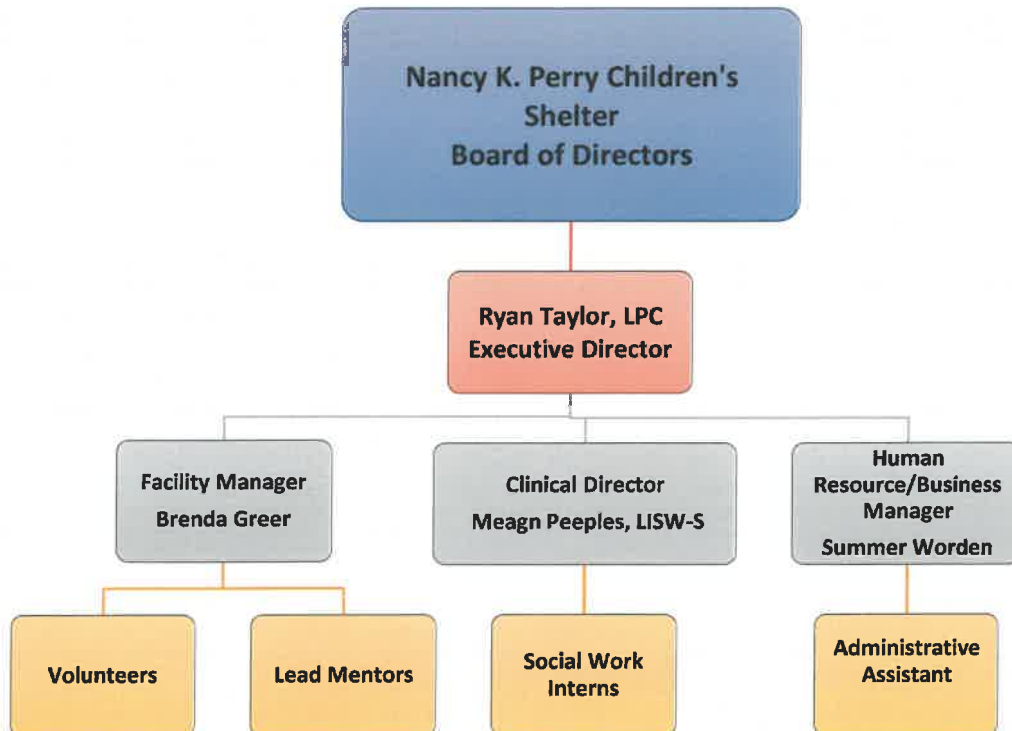 Nancy K. Perry Children's
Shelter
Board of Directors
Ryan Taylor, LPC
Executive Director
Facility Manager
Brenda Greer
Clinical Director
Meagn Peeples, LISW-S
Human
Resource/Business
Manager
Summer Worden
Volunteers
Lead Mentors
Social Work
Interns
Administrative
Assistant